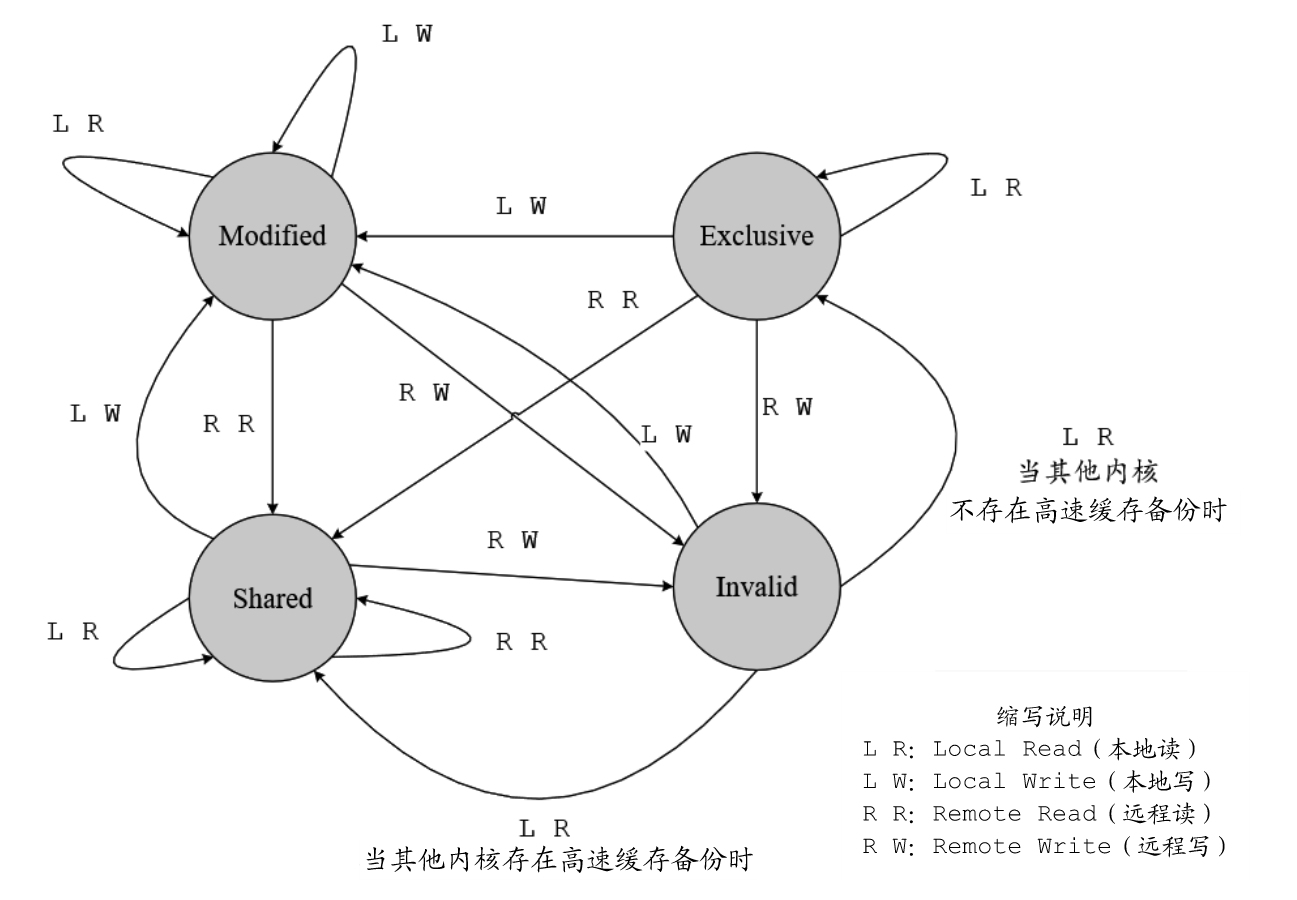 L W
L R
Modified
L W
Exclusive
L R
R R
L W
R R
R W
L W
R W
L R
当其他内核
不存在高速缓存备份时
R W
Shared
Invalid
L R
R R
L R
当其他内核存在高速缓存备份时
缩写说明
L R: Local Read(本地读)
L W: Local Write(本地写)
R R: Remote Read(远程读)
R W: Remote Write(远程写)